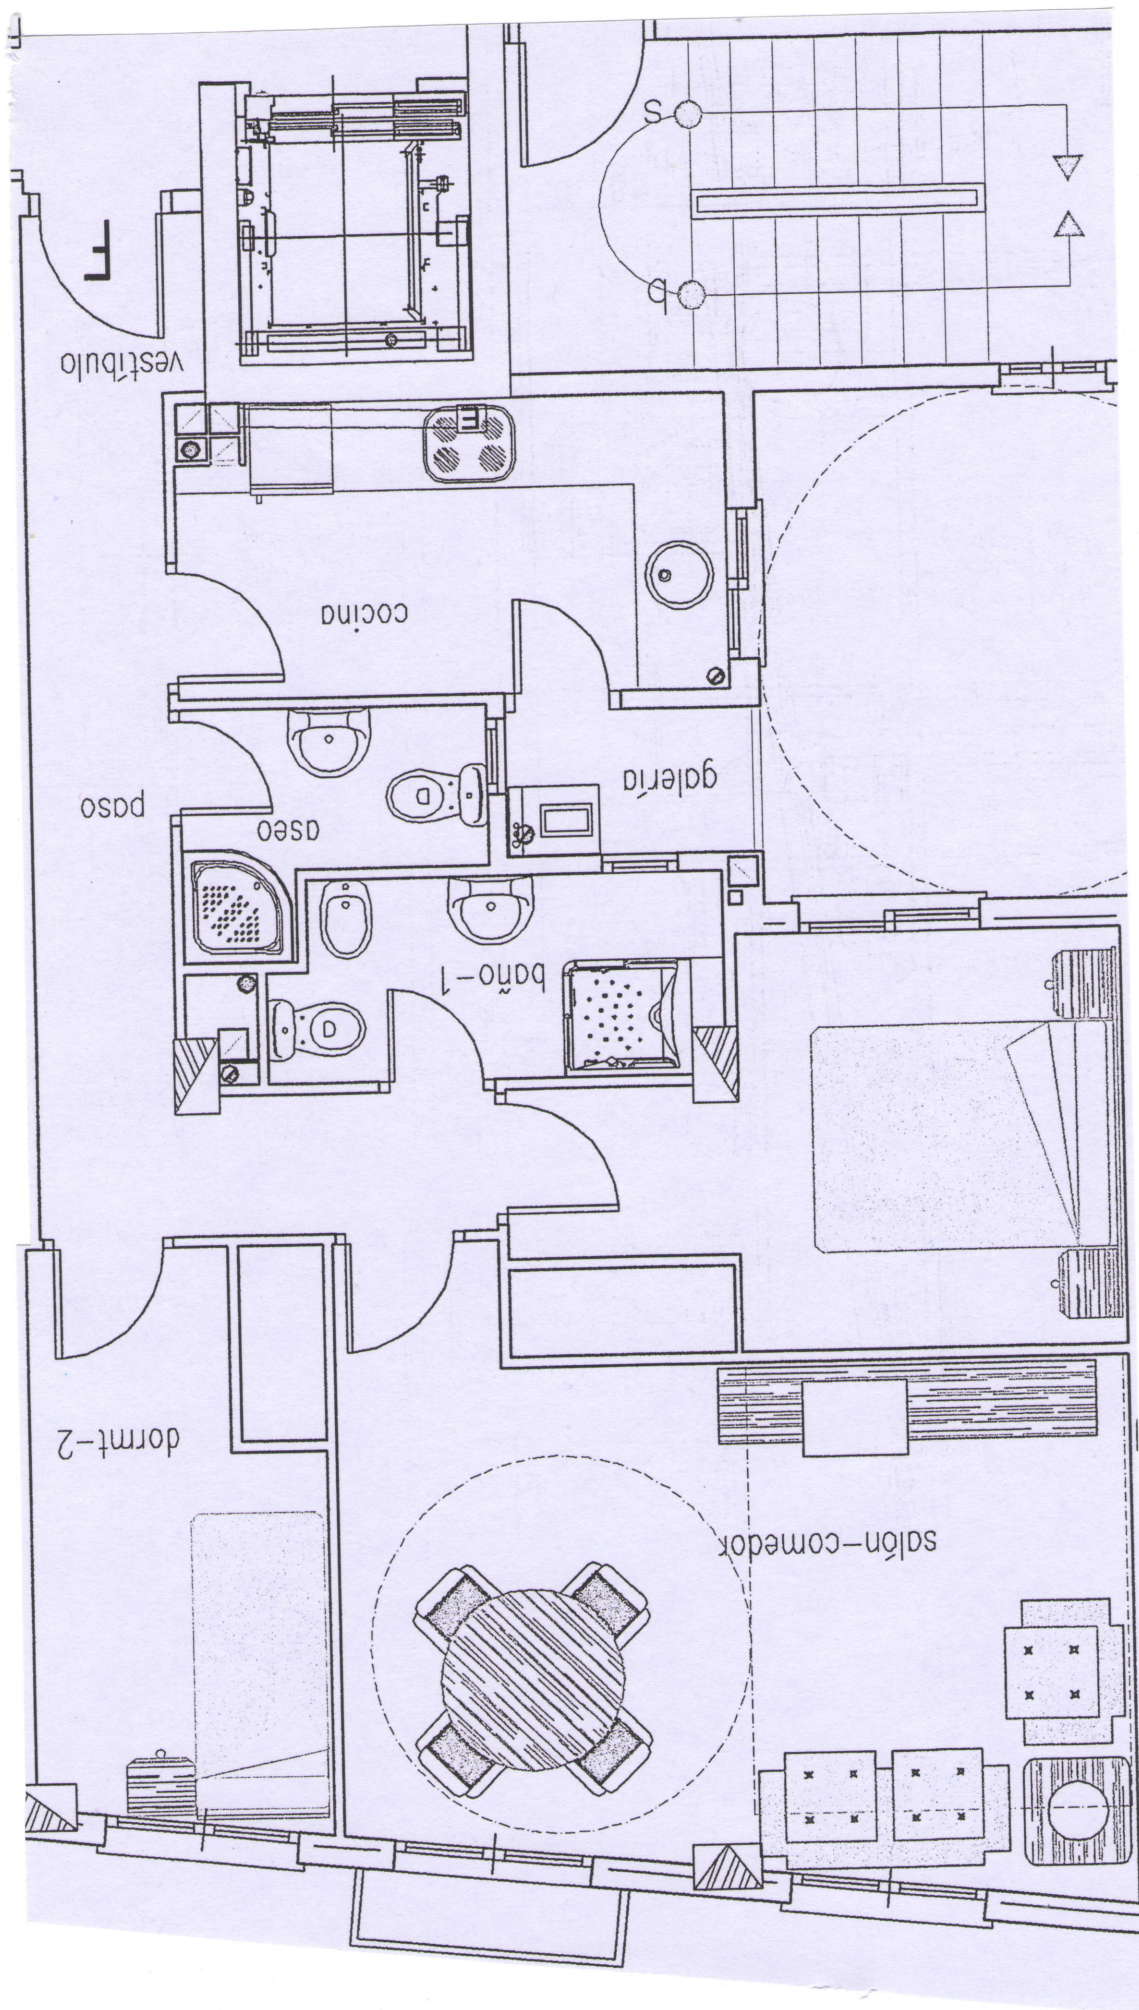 salón-comedor
dormt-2
baño-1
aseo
paso
galería
cocina
vestíbulo
b
F
S